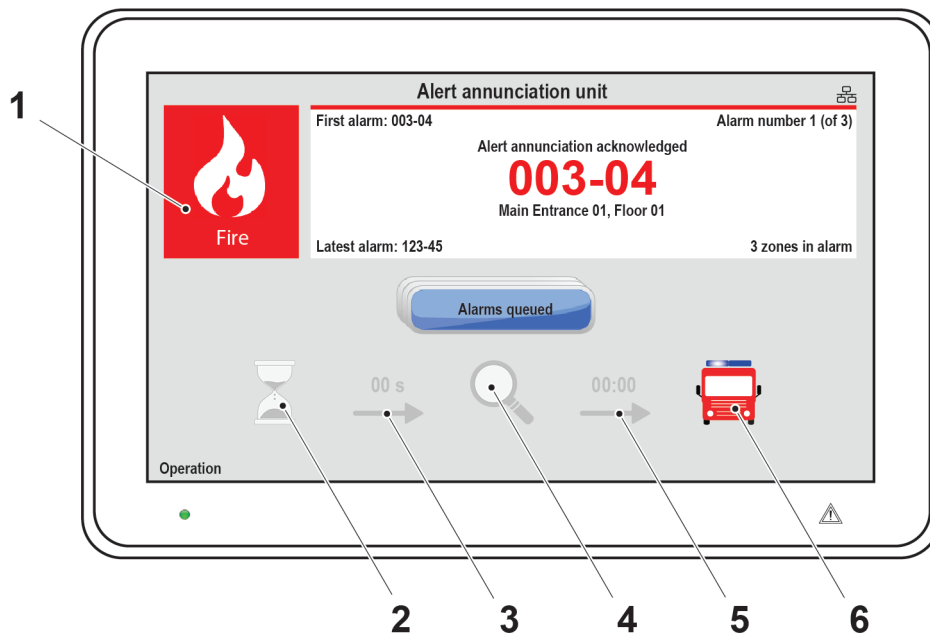 Alert annunciation unit
1
First alarm: 003-04
Alarm number 1 (of 3)
Alert annunciation acknowledged
003-04
Main Entrance 01, Floor 01
Fire
Latest alarm: 123-45
3 zones in alarm
Alarms queued
00 s
00:00
Operation
2
3
4
5
6